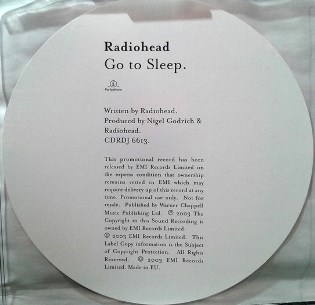 Radiohead
Go to Sleep.
Parlophone
Written by Radiohead.
Produced by Nigel Godrich &
Radiohead.
CDRDJ 6613.
This promotional record has been
released by EMI Records Limited on
the express condition that ownership
remains vested in EMI which may
require delivery up of this record at any
time. Promotional use only. Not for
resale. Published by Warner Chappell
Music Publishing Ltd. ℗ 2003 The
Copyright in this Sound Recording is
owned by EMI Records Limited.
© 2003 EMI Records Limited. This
Label Copy information is the Subject
of Copyright Protection. All Rights
Reserved. © 2003 EMI Records
Limited. Made in EU.